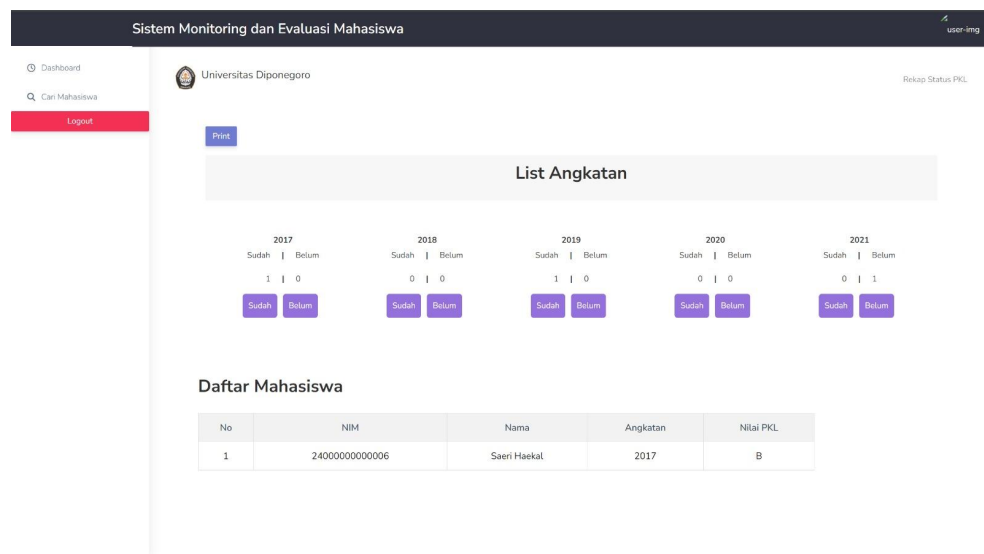 Sistem Monitoring dan Evaluasi Mahasiswa
user-img
Dashboard
Universitas Diponegoro
Rekap Status PKL
Cari Mahasiswa
Logout
Print
List Angkatan
2017 2018 2019 2020 2021
Sudah | Belum Sudah | Belum Sudah | Belum Sudah | Belum Sudah | Belum
1 | 0 0 | 0 1 | 0 0 | 0 0 | 1
Sudah Belum Sudah Belum Sudah Belum Sudah Belum Sudah Belum
Daftar Mahasiswa
No NIM Nama Angkatan Nilai PKL
1 24000000000006 Saeri Haekal 2017 B